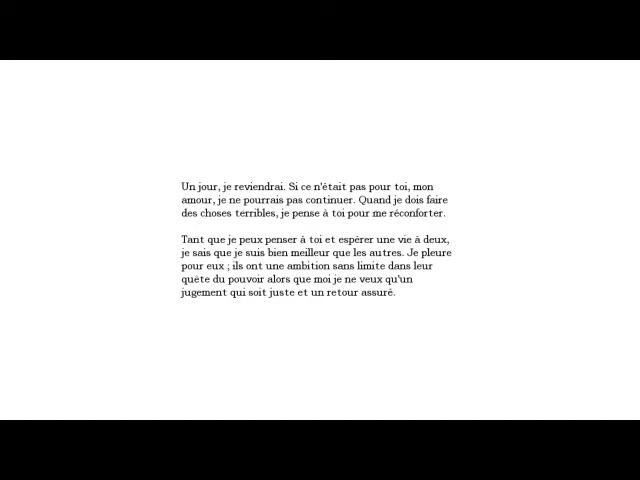 Un jour, je reviendrai. Si ce n'était pas pour toi, mon
amour, je ne pourrais pas continuer. Quand je dois faire
des choses terribles, je pense à toi pour me réconforter.
Tant que je peux penser à toi et espérer une vie à deux,
je sais que je suis bien meilleur que les autres. Je pleure
pour eux ; ils ont une ambition sans limite dans leur
quête du pouvoir alors que moi je ne veux qu'un
jugement qui soit juste et un retour assuré.